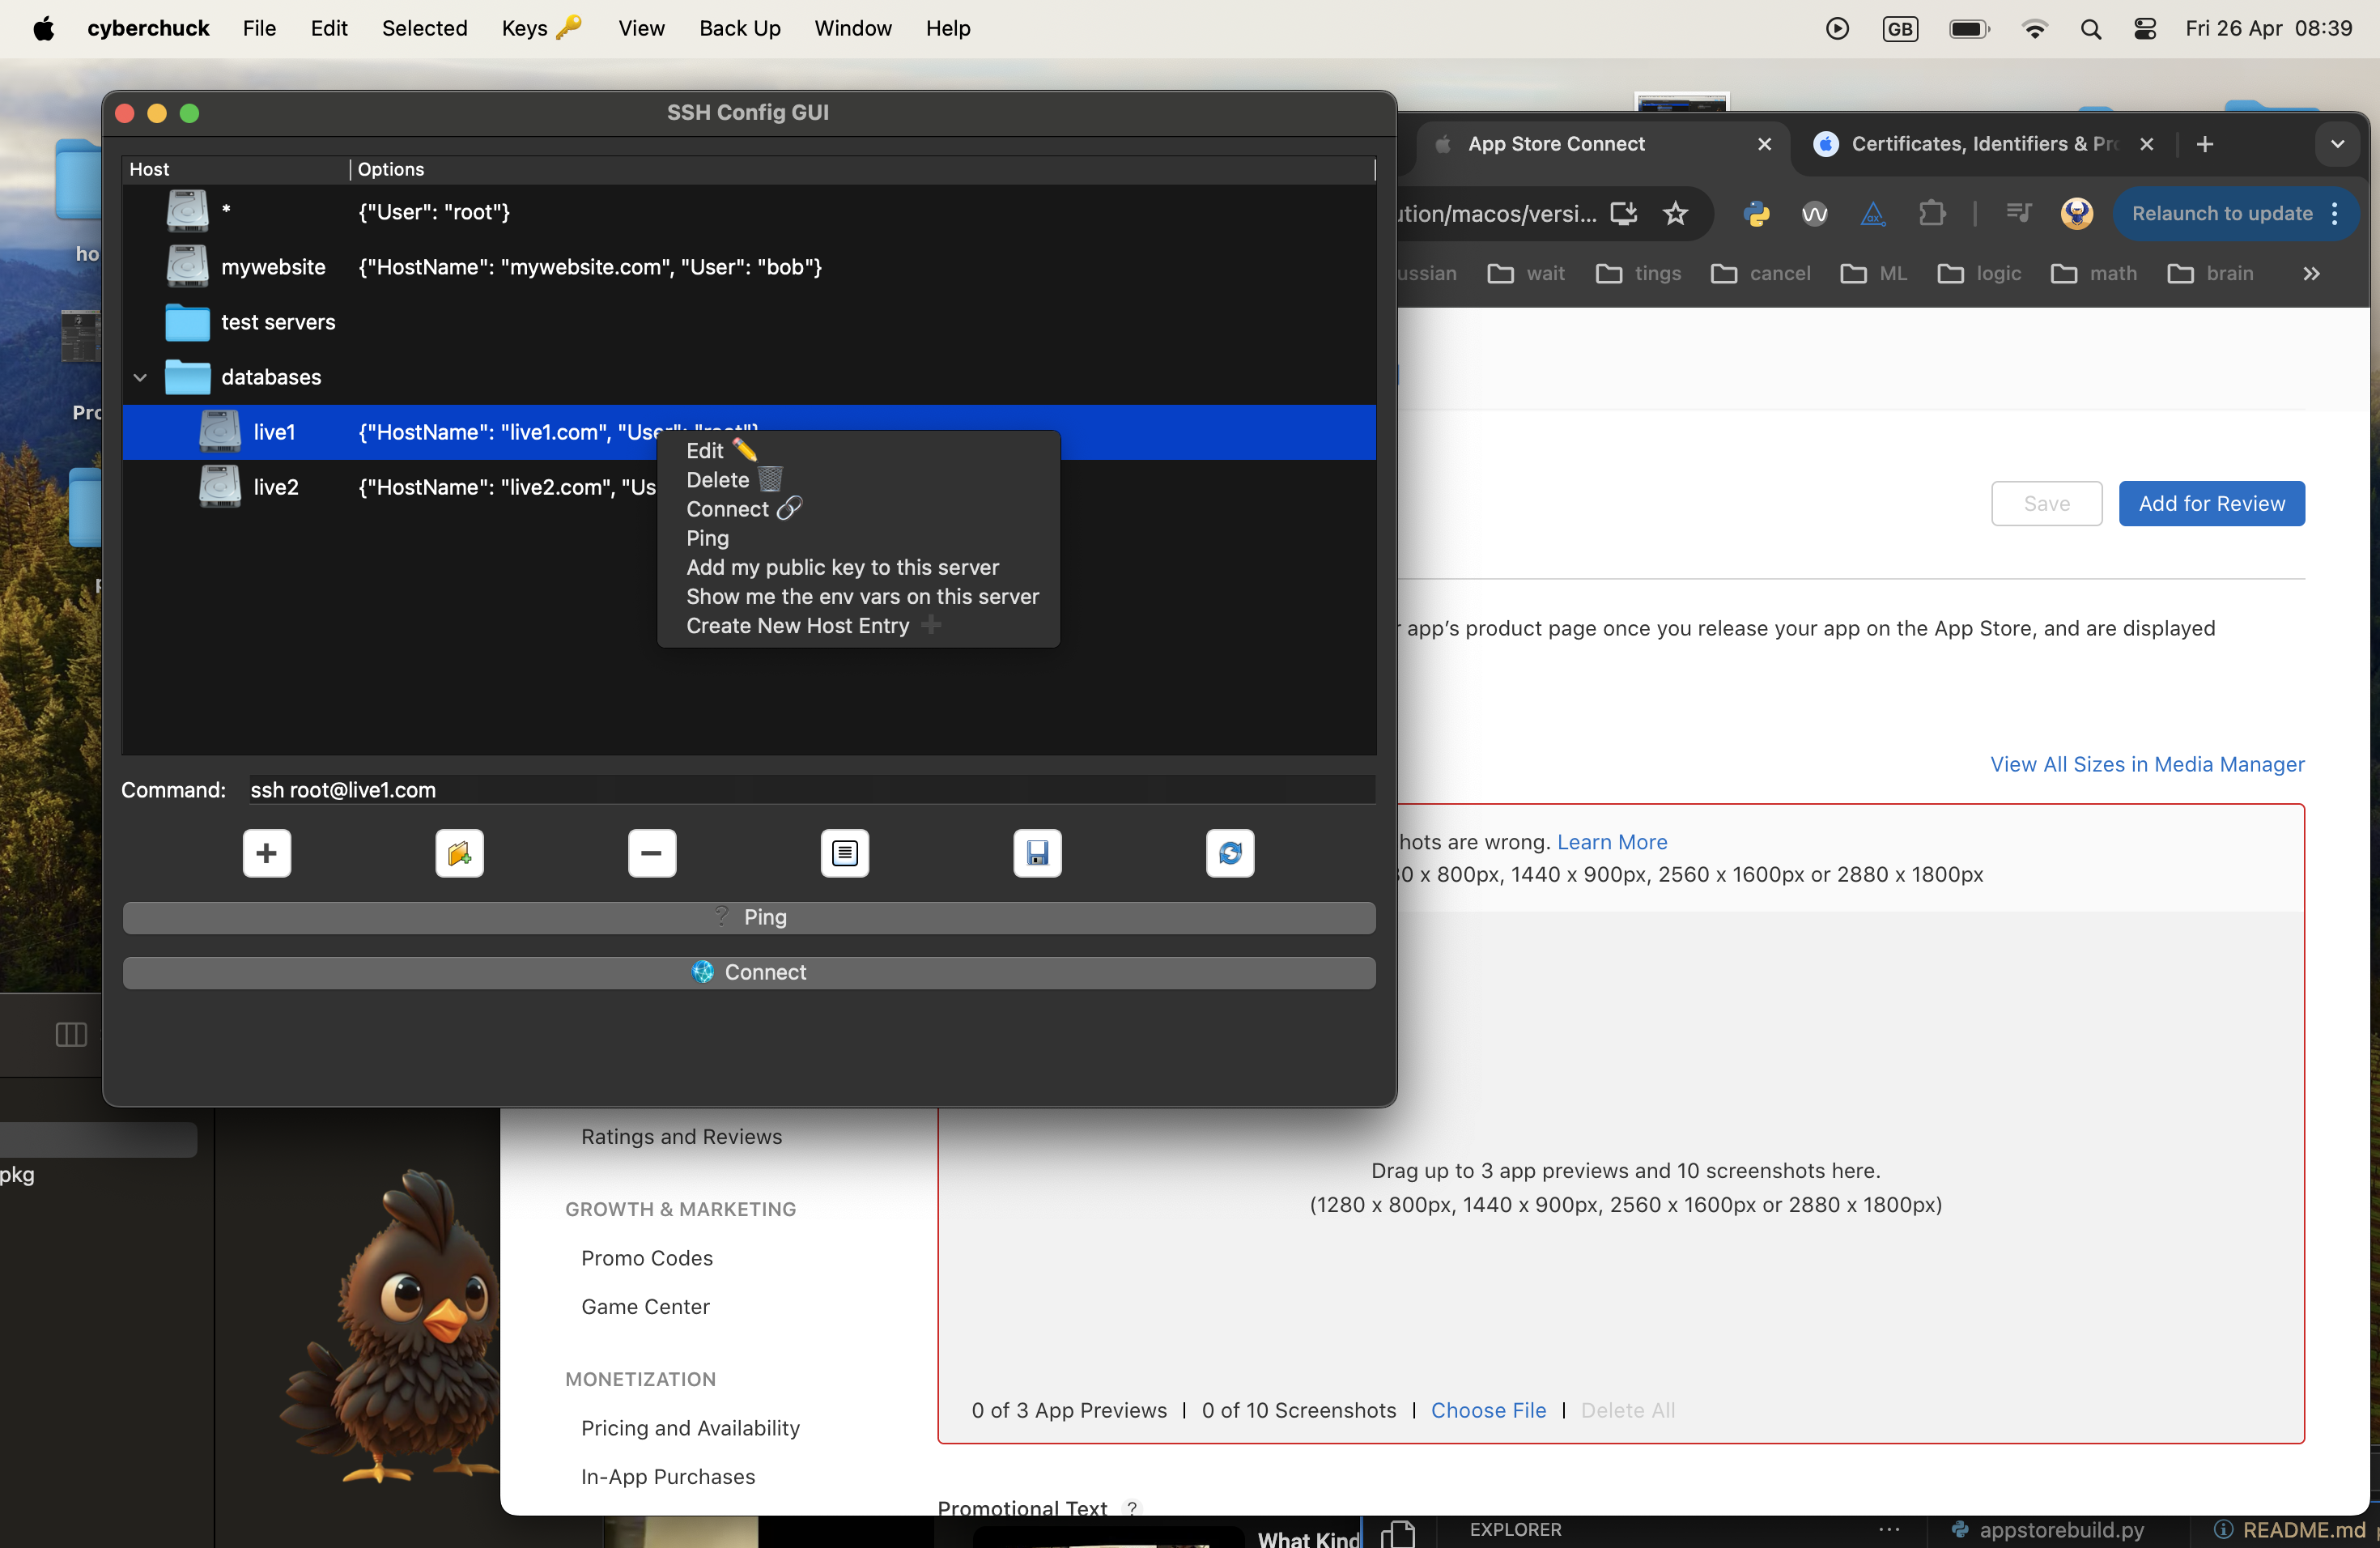 cyberchuck File Edit Selected Keys 🔑 View Back Up Window Help GB Fri 26 Apr 08:39
SSH Config GUI
Host Options
* {"User": "root"}
mywebsite {"HostName": "mywebsite.com", "User": "bob"}
test servers
databases
live1 {"HostName": "live1.com", "User": "root"}
live2 {"HostName": "live2.com", "Us
Edit ✏️
Delete 🗑️
Connect 🔗
Ping
Add my public key to this server
Show me the env vars on this server
Create New Host Entry ➕
Command: ssh root@live1.com
? Ping
Connect
App Store Connect
Certificates, Identifiers & Pr
ution/macos/versi...
Relaunch to update
ussian wait tings cancel ML logic math brain »
Save Add for Review
app’s product page once you release your app on the App Store, and are displayed
View All Sizes in Media Manager
hots are wrong. Learn More
0 x 800px, 1440 x 900px, 2560 x 1600px or 2880 x 1800px
Drag up to 3 app previews and 10 screenshots here.
(1280 x 800px, 1440 x 900px, 2560 x 1600px or 2880 x 1800px)
0 of 3 App Previews | 0 of 10 Screenshots | Choose File | Delete All
Promotional Text ?
Ratings and Reviews
GROWTH & MARKETING
Promo Codes
Game Center
MONETIZATION
Pricing and Availability
In-App Purchases
ho
Pro
pkg
What Kind
EXPLORER ... appstorebuild.py README.md